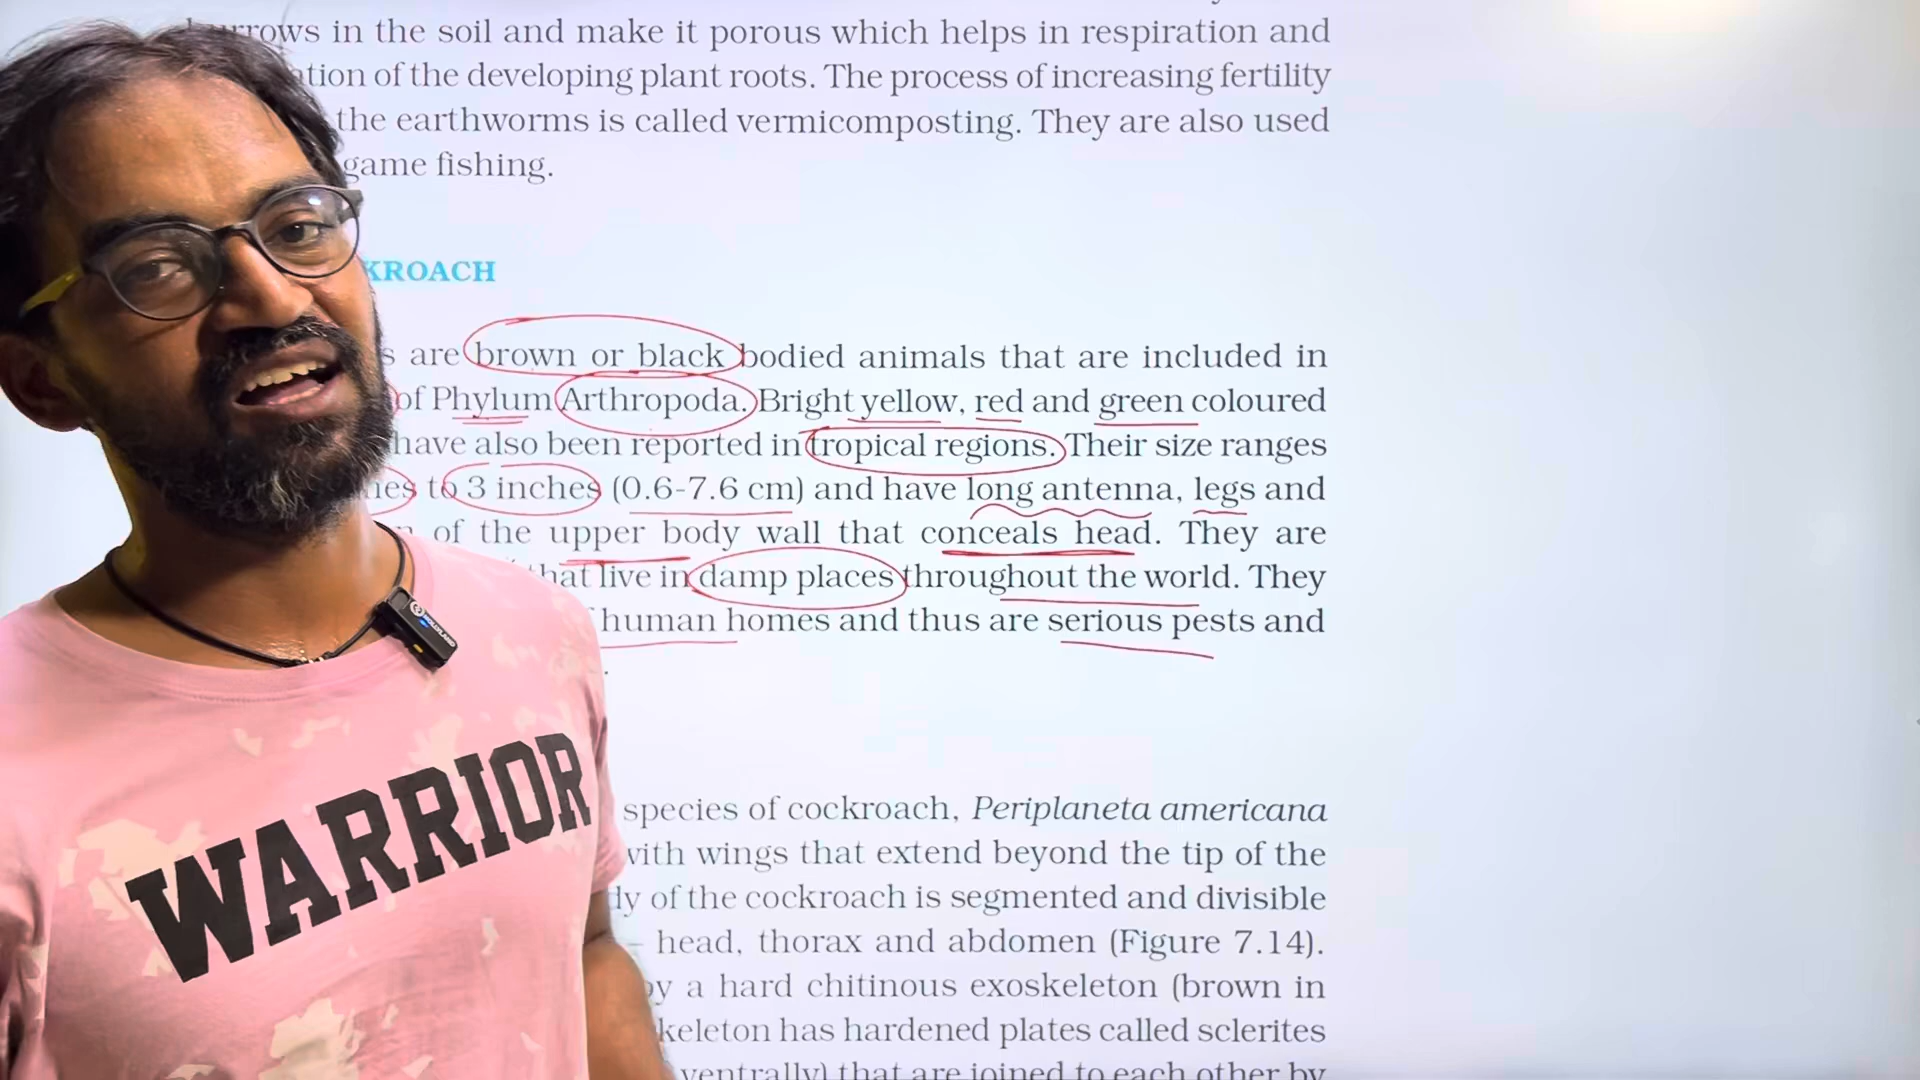 in the soil and make it porous which helps in respiration and
of the developing plant roots. The process of increasing fertility
the earthworms is called vermicomposting. They are also used
game fishing.
KROACH
are brown or black bodied animals that are included in
of Phylum Arthropoda. Bright yellow, red and green coloured
have also been reported in tropical regions. Their size ranges
to 3 inches (0.6-7.6 cm) and have long antenna, legs and
of the upper body wall that conceals head. They are
that live in damp places throughout the world. They
human homes and thus are serious pests and
species of cockroach, Periplaneta americana
with wings that extend beyond the tip of the
of the cockroach is segmented and divisible
– head, thorax and abdomen (Figure 7.14).
by a hard chitinous exoskeleton (brown in
has hardened plates called sclerites
ventrally) that are joined to each other by
WARRIOR